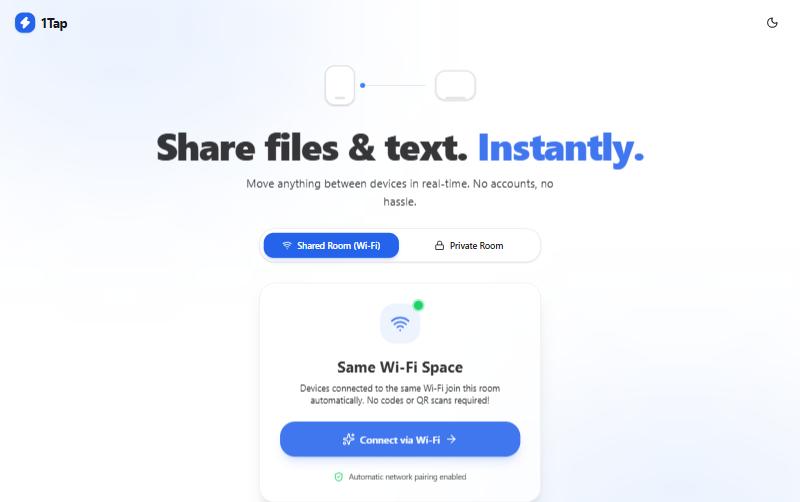 1Tap
Share files & text. Instantly.
Move anything between devices in real-time. No accounts, no
hassle.
Shared Room (Wi-Fi)
Private Room
Same Wi-Fi Space
Devices connected to the same Wi-Fi join this room
automatically. No codes or QR scans required!
Connect via Wi-Fi
Automatic network pairing enabled